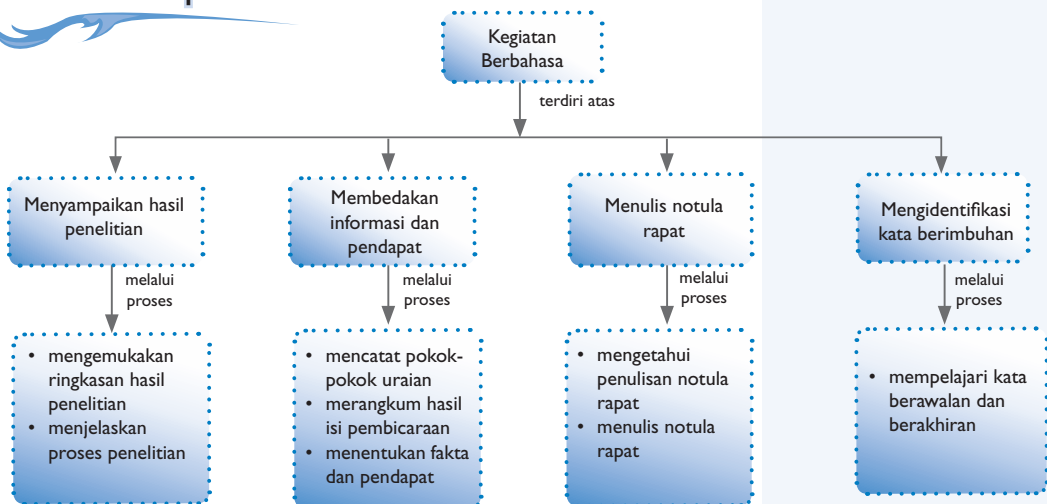 Kegiatan
Berbahasa
terdiri atas
Menyampaikan hasil
penelitian
Membedakan
informasi dan
pendapat
Menulis notula
rapat
Mengidentifikasi
kata berimbuhan
melalui
proses
melalui
proses
melalui
proses
melalui
proses
• mengemukakan
ringkasan hasil
penelitian
• menjelaskan
proses penelitian
• mencatat pokok-
pokok uraian
• merangkum hasil
isi pembicaraan
• menentukan fakta
dan pendapat
• mengetahui
penulisan notula
rapat
• menulis notula
rapat
• mempelajari kata
berawalan dan
berakhiran